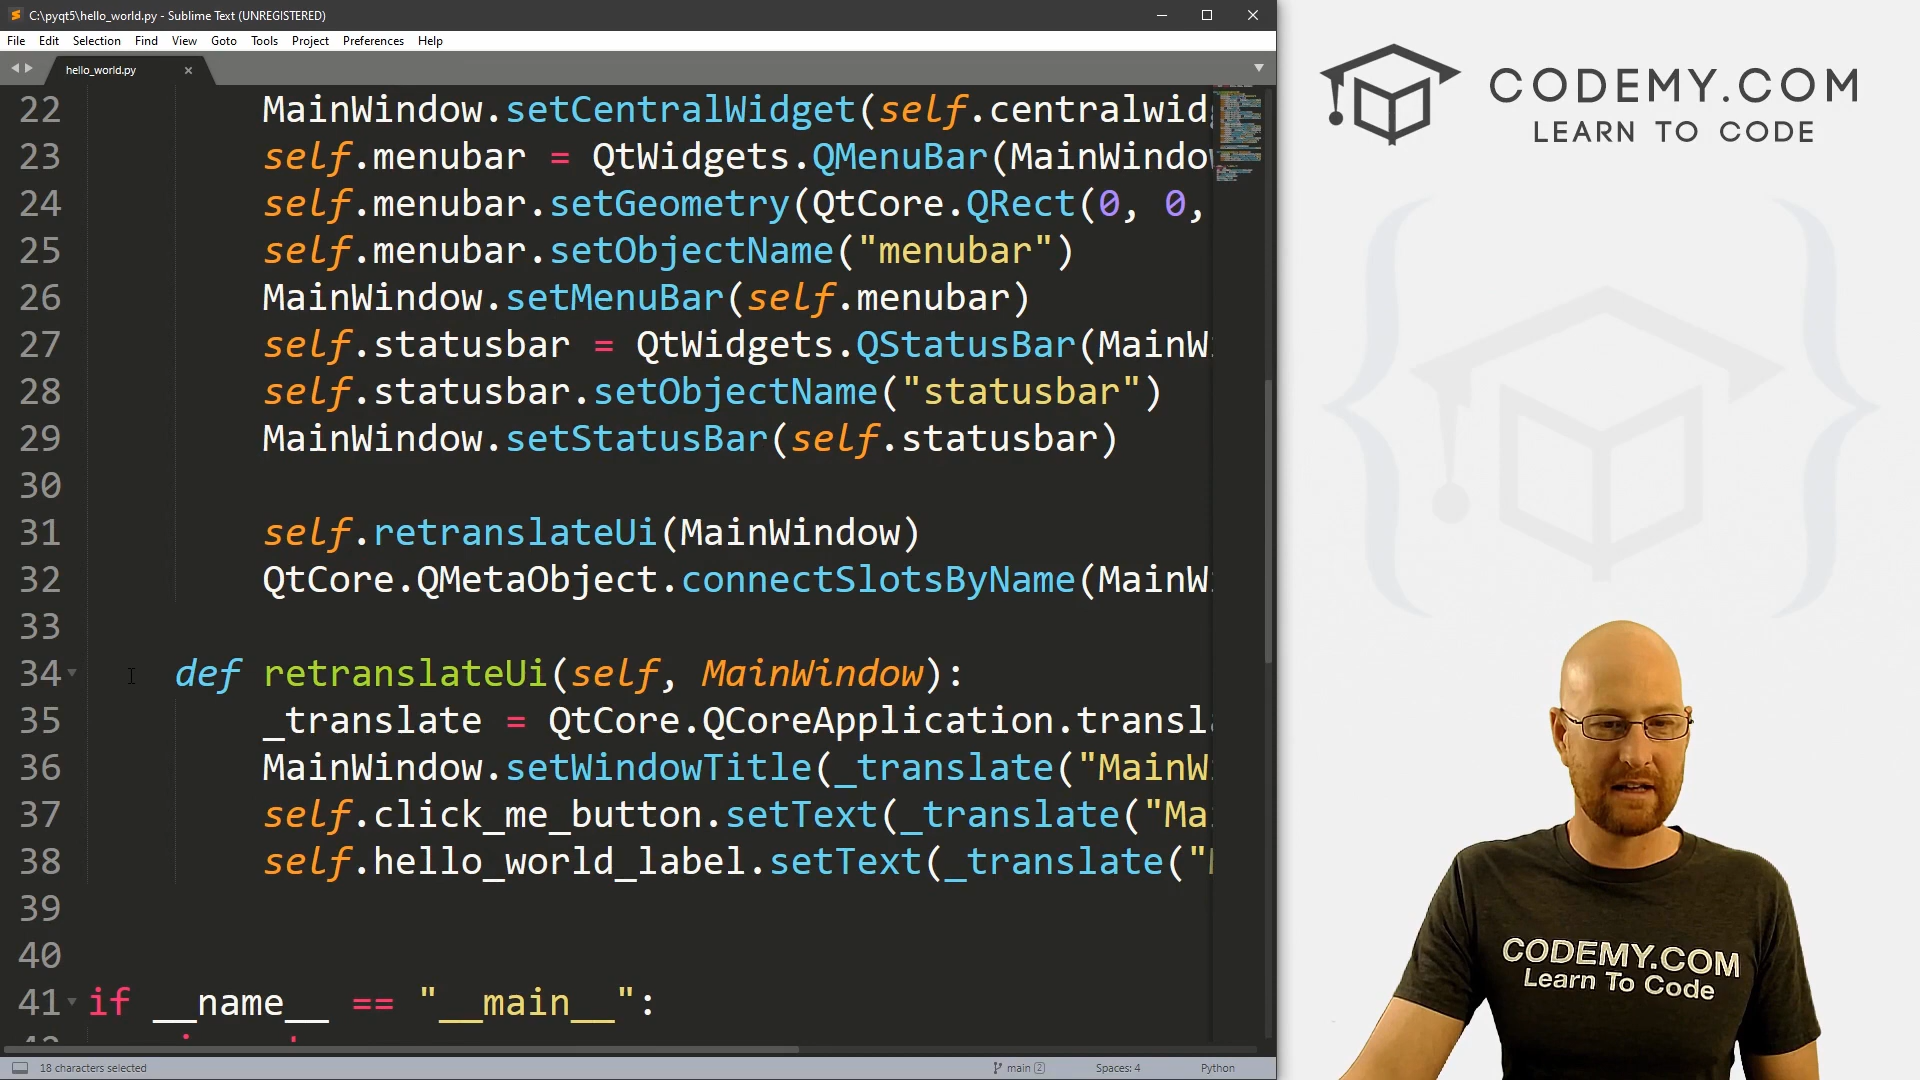 C:\pyqt5\hello_world.py - Sublime Text (UNREGISTERED)
File Edit Selection Find View Goto Tools Project Preferences Help
hello_world.py
22 MainWindow.setCentralWidget(self.centralwidg
23 self.menubar = QtWidgets.QMenuBar(MainWindo
24 self.menubar.setGeometry(QtCore.QRect(0, 0,
25 self.menubar.setObjectName("menubar")
26 MainWindow.setMenuBar(self.menubar)
27 self.statusbar = QtWidgets.QStatusBar(MainW
28 self.statusbar.setObjectName("statusbar")
29 MainWindow.setStatusBar(self.statusbar)
30
31 self.retranslateUi(MainWindow)
32 QtCore.QMetaObject.connectSlotsByName(MainW
33
34 def retranslateUi(self, MainWindow):
35 _translate = QtCore.QCoreApplication.transl
36 MainWindow.setWindowTitle(_translate("MainW
37 self.click_me_button.setText(_translate("Ma
38 self.hello_world_label.setText(_translate("
39
40
41 if __name__ == "__main__":
18 characters selected
main 2
Spaces: 4
Python
CODEMY.COM
LEARN TO CODE
CODEMY.COM
Learn To Code